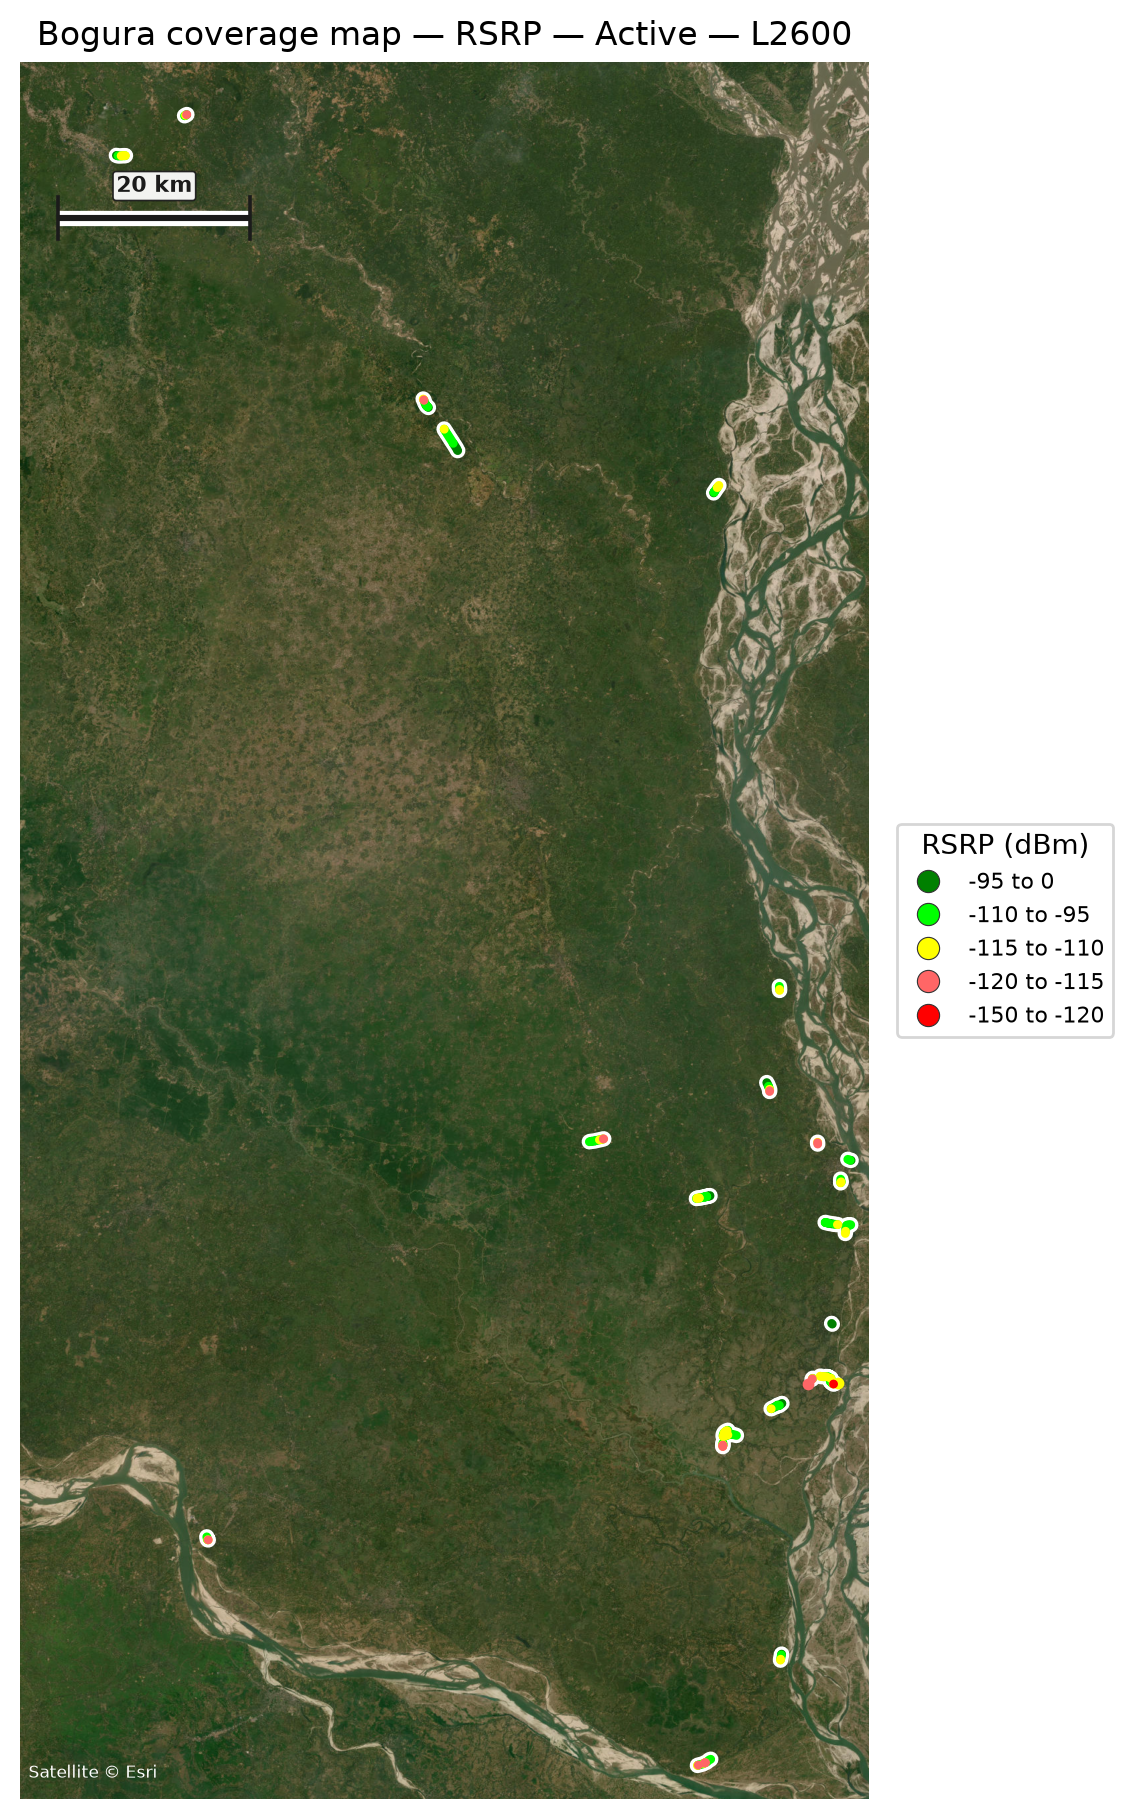 Bogura coverage map — RSRP — Active — L2600
20 km
RSRP (dBm)
-95 to 0
-110 to -95
-115 to -110
-120 to -115
-150 to -120
Satellite © Esri